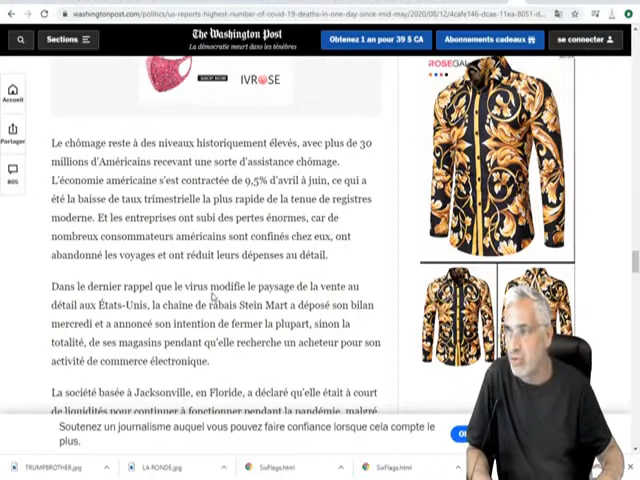 washingtonpost.com/politics/us-reports-highest-number-of-covid-19-deaths-in-one-day-since-mid-may/2020/08/12/4cafe146-dcae-11ea-8051-d...
Sections
The Washington Post
La démocratie meurt dans les ténèbres
Obtenez 1 an pour 39 $ CA
Abonnements cadeaux
se connecter
Accueil
Partager
805
SHOP NOW
IVROSE
ROSEGAL
Le chômage reste à des niveaux historiquement élevés, avec plus de 30
millions d'Américains recevant une sorte d'assistance chômage.
L'économie américaine s'est contractée de 9,5% d'avril à juin, ce qui a
été la baisse de taux trimestrielle la plus rapide de la tenue de registres
moderne. Et les entreprises ont subi des pertes énormes, car de
nombreux consommateurs américains sont confinés chez eux, ont
abandonné les voyages et ont réduit leurs dépenses au détail.
Dans le dernier rappel que le virus modifie le paysage de la vente au
détail aux États-Unis, la chaîne de rabais Stein Mart a déposé son bilan
mercredi et a annoncé son intention de fermer la plupart, sinon la
totalité, de ses magasins pendant qu'elle recherche un acheteur pour son
activité de commerce électronique.
La société basée à Jacksonville, en Floride, a déclaré qu'elle était à court
de liquidités pour continuer à fonctionner pendant la pandémie, malgré
Soutenez un journalisme auquel vous pouvez faire confiance lorsque cela compte le
plus.
TRUMPBROTHER.jpg
LA RONDE.jpg
SixFlags.html
SixFlags.html